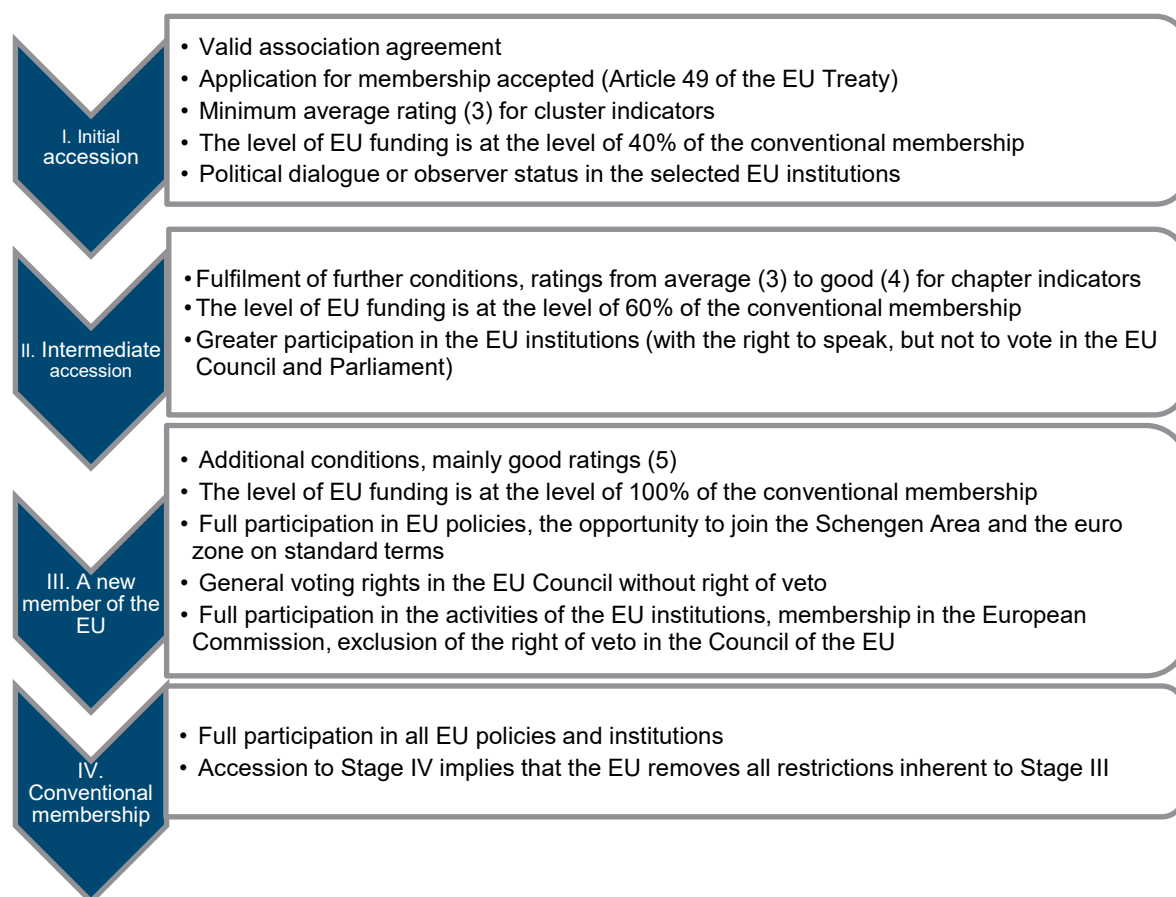 I. Initial
accession
• Valid association agreement
• Application for membership accepted (Article 49 of the EU Treaty)
• Minimum average rating (3) for cluster indicators
• The level of EU funding is at the level of 40% of the conventional membership
• Political dialogue or observer status in the selected EU institutions
II. Intermediate
accession
• Fulfilment of further conditions, ratings from average (3) to good (4) for chapter indicators
• The level of EU funding is at the level of 60% of the conventional membership
• Greater participation in the EU institutions (with the right to speak, but not to vote in the EU
Council and Parliament)
III. A new
member of the
EU
• Additional conditions, mainly good ratings (5)
• The level of EU funding is at the level of 100% of the conventional membership
• Full participation in EU policies, the opportunity to join the Schengen Area and the euro
zone on standard terms
• General voting rights in the EU Council without right of veto
• Full participation in the activities of the EU institutions, membership in the European
Commission, exclusion of the right of veto in the Council of the EU
IV.
Conventional
membership
• Full participation in all EU policies and institutions
• Accession to Stage IV implies that the EU removes all restrictions inherent to Stage III